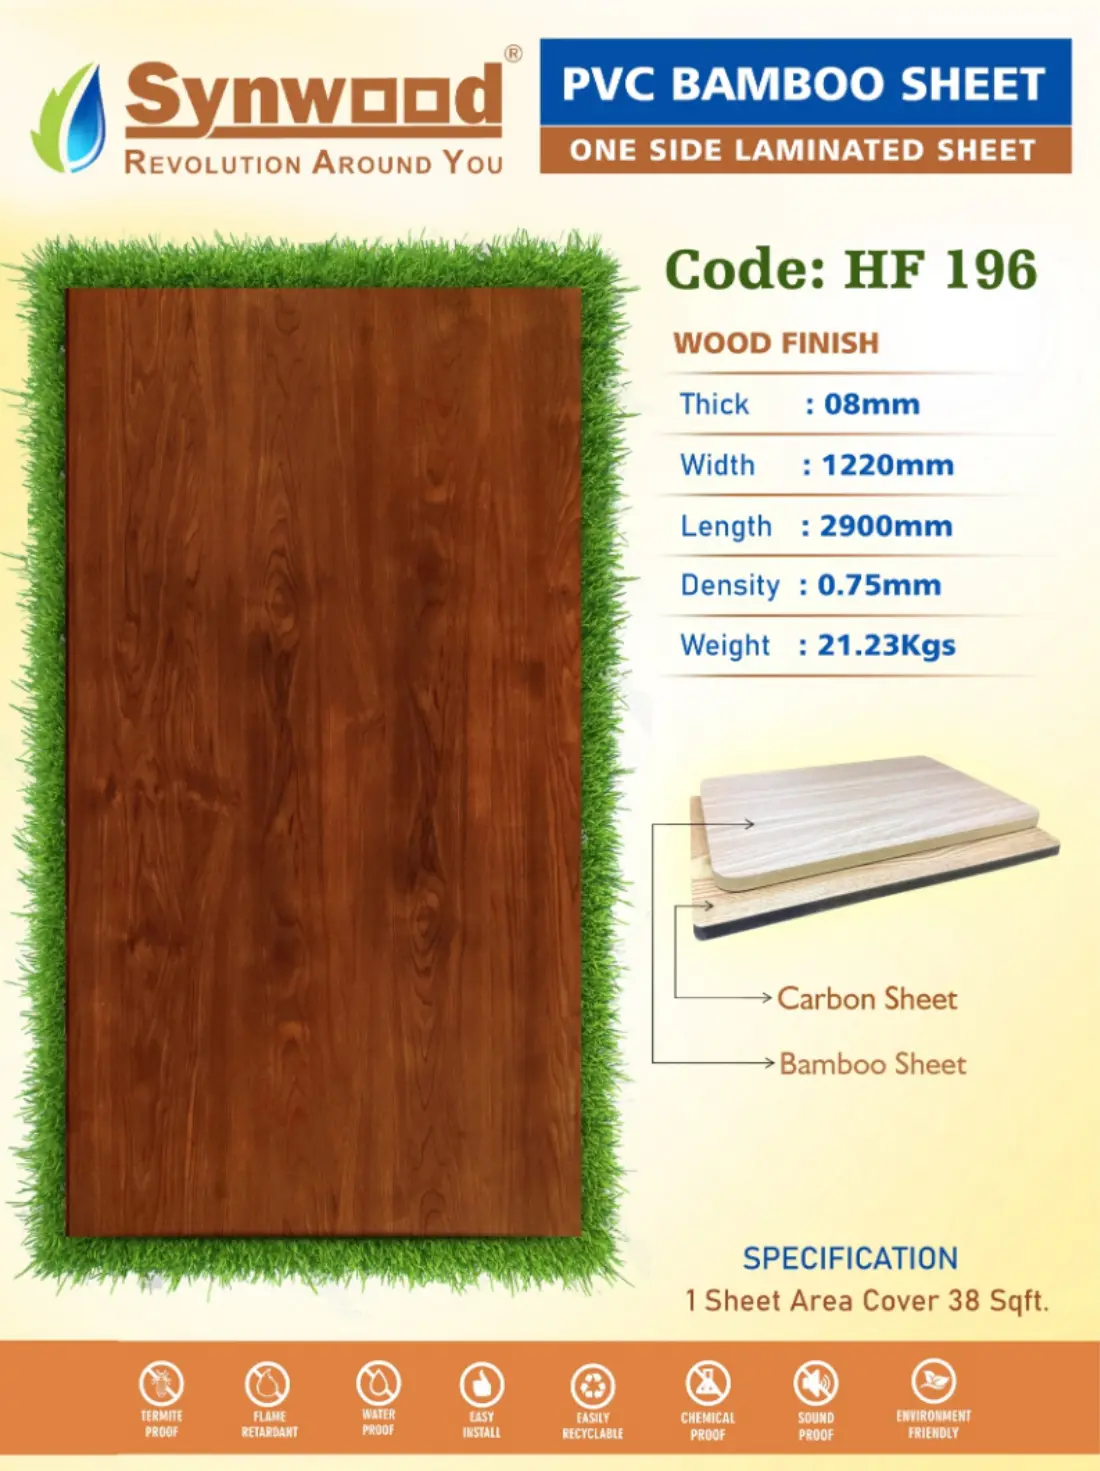 Synwood®
REVOLUTION AROUND YOU
PVC BAMBOO SHEET
ONE SIDE LAMINATED SHEET
Code: HF 196
WOOD FINISH
Thick : 08mm
Width : 1220mm
Length : 2900mm
Density : 0.75mm
Weight : 21.23Kgs
Carbon Sheet
Bamboo Sheet
SPECIFICATION
1 Sheet Area Cover 38 Sqft.
TERMITE
PROOF
FLAME
RETARDANT
WATER
PROOF
EASY
INSTALL
EASILY
RECYCLABLE
CHEMICAL
PROOF
SOUND
PROOF
ENVIRONMENT
FRIENDLY